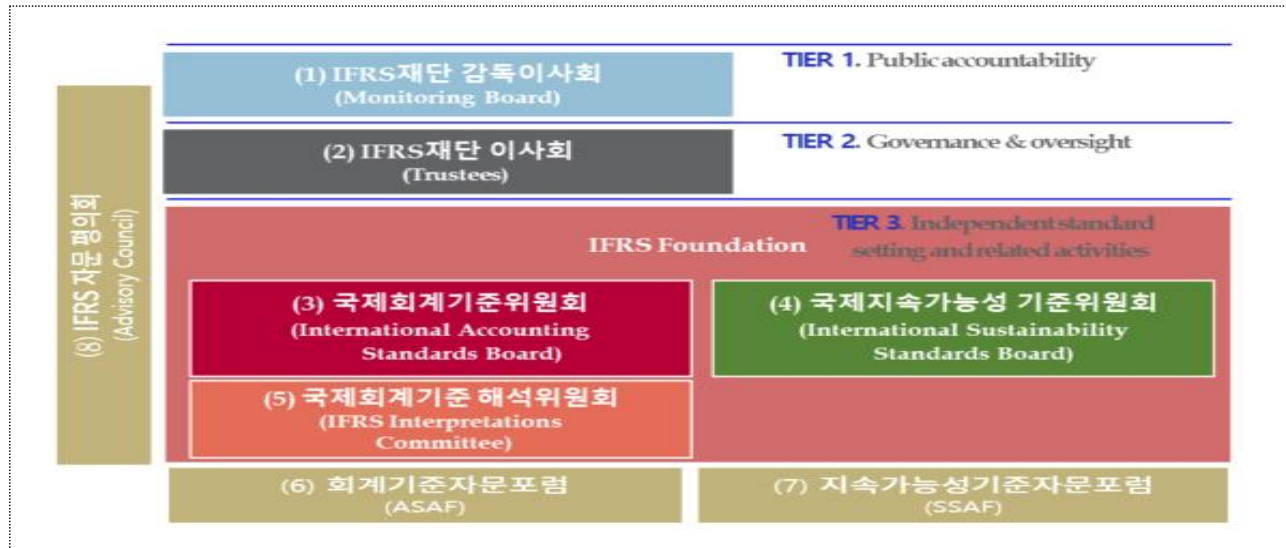 (1) IFRS재단 감독이사회
(Monitoring Board)
TIER 1. Public accountability
(2) IFRS재단 이사회
(Trustees)
TIER 2. Governance & oversight
(8) IFRS 자문 평의회
(Advisory Council)
IFRS Foundation
TIER 3. Independent standard
setting and related activities
(3) 국제회계기준위원회
(International Accounting
Standards Board)
(4) 국제지속가능성 기준위원회
(International Sustainability
Standards Board)
(5) 국제회계기준 해석위원회
(IFRS Interpretations
Committee)
(6) 회계기준자문포럼
(ASAF)
(7) 지속가능성기준자문포럼
(SSAF)